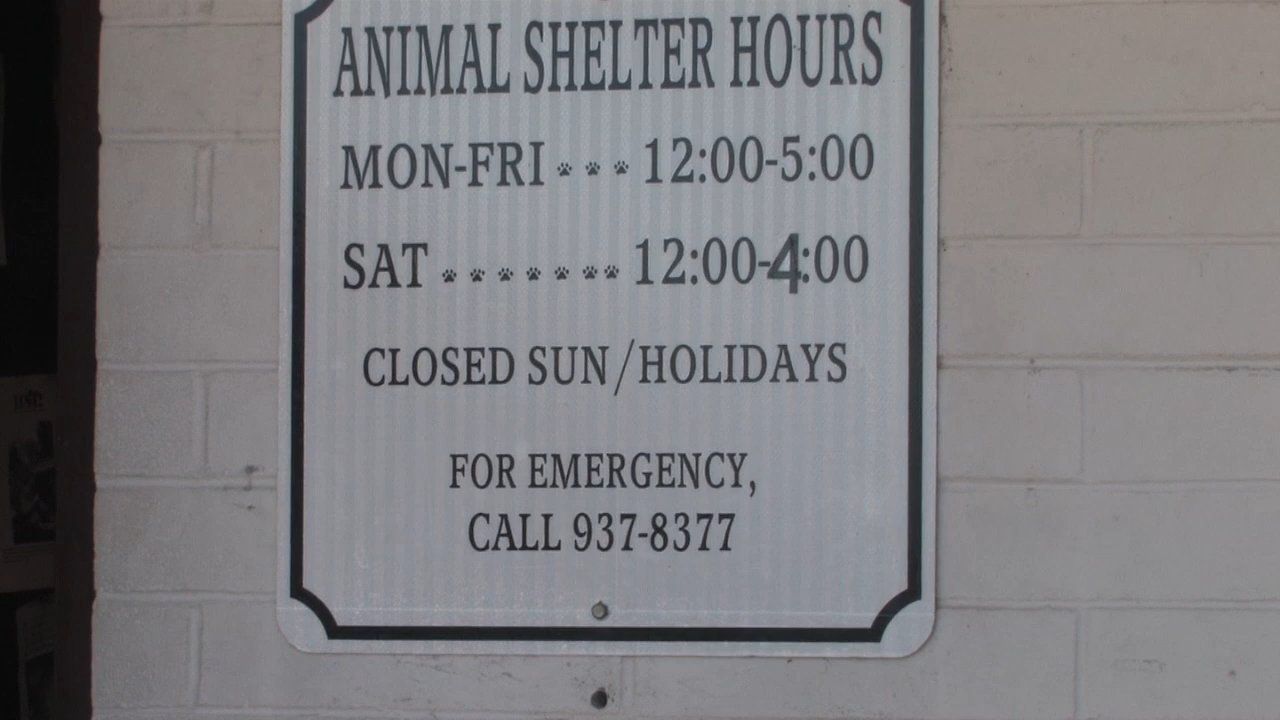 ANIMAL SHELTER HOURS
MON-FRI 12:00-5:00
SAT 12:00-4:00
CLOSED SUN/HOLIDAYS
FOR EMERGENCY,
CALL 937-8377